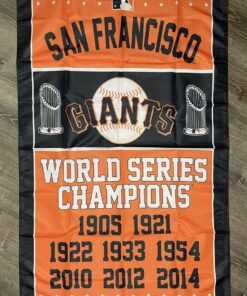 SAN FRANCISCO
GIANTS
WORLD SERIES
CHAMPIONS
1905 1921
1922 1933 1954
2010 2012 2014